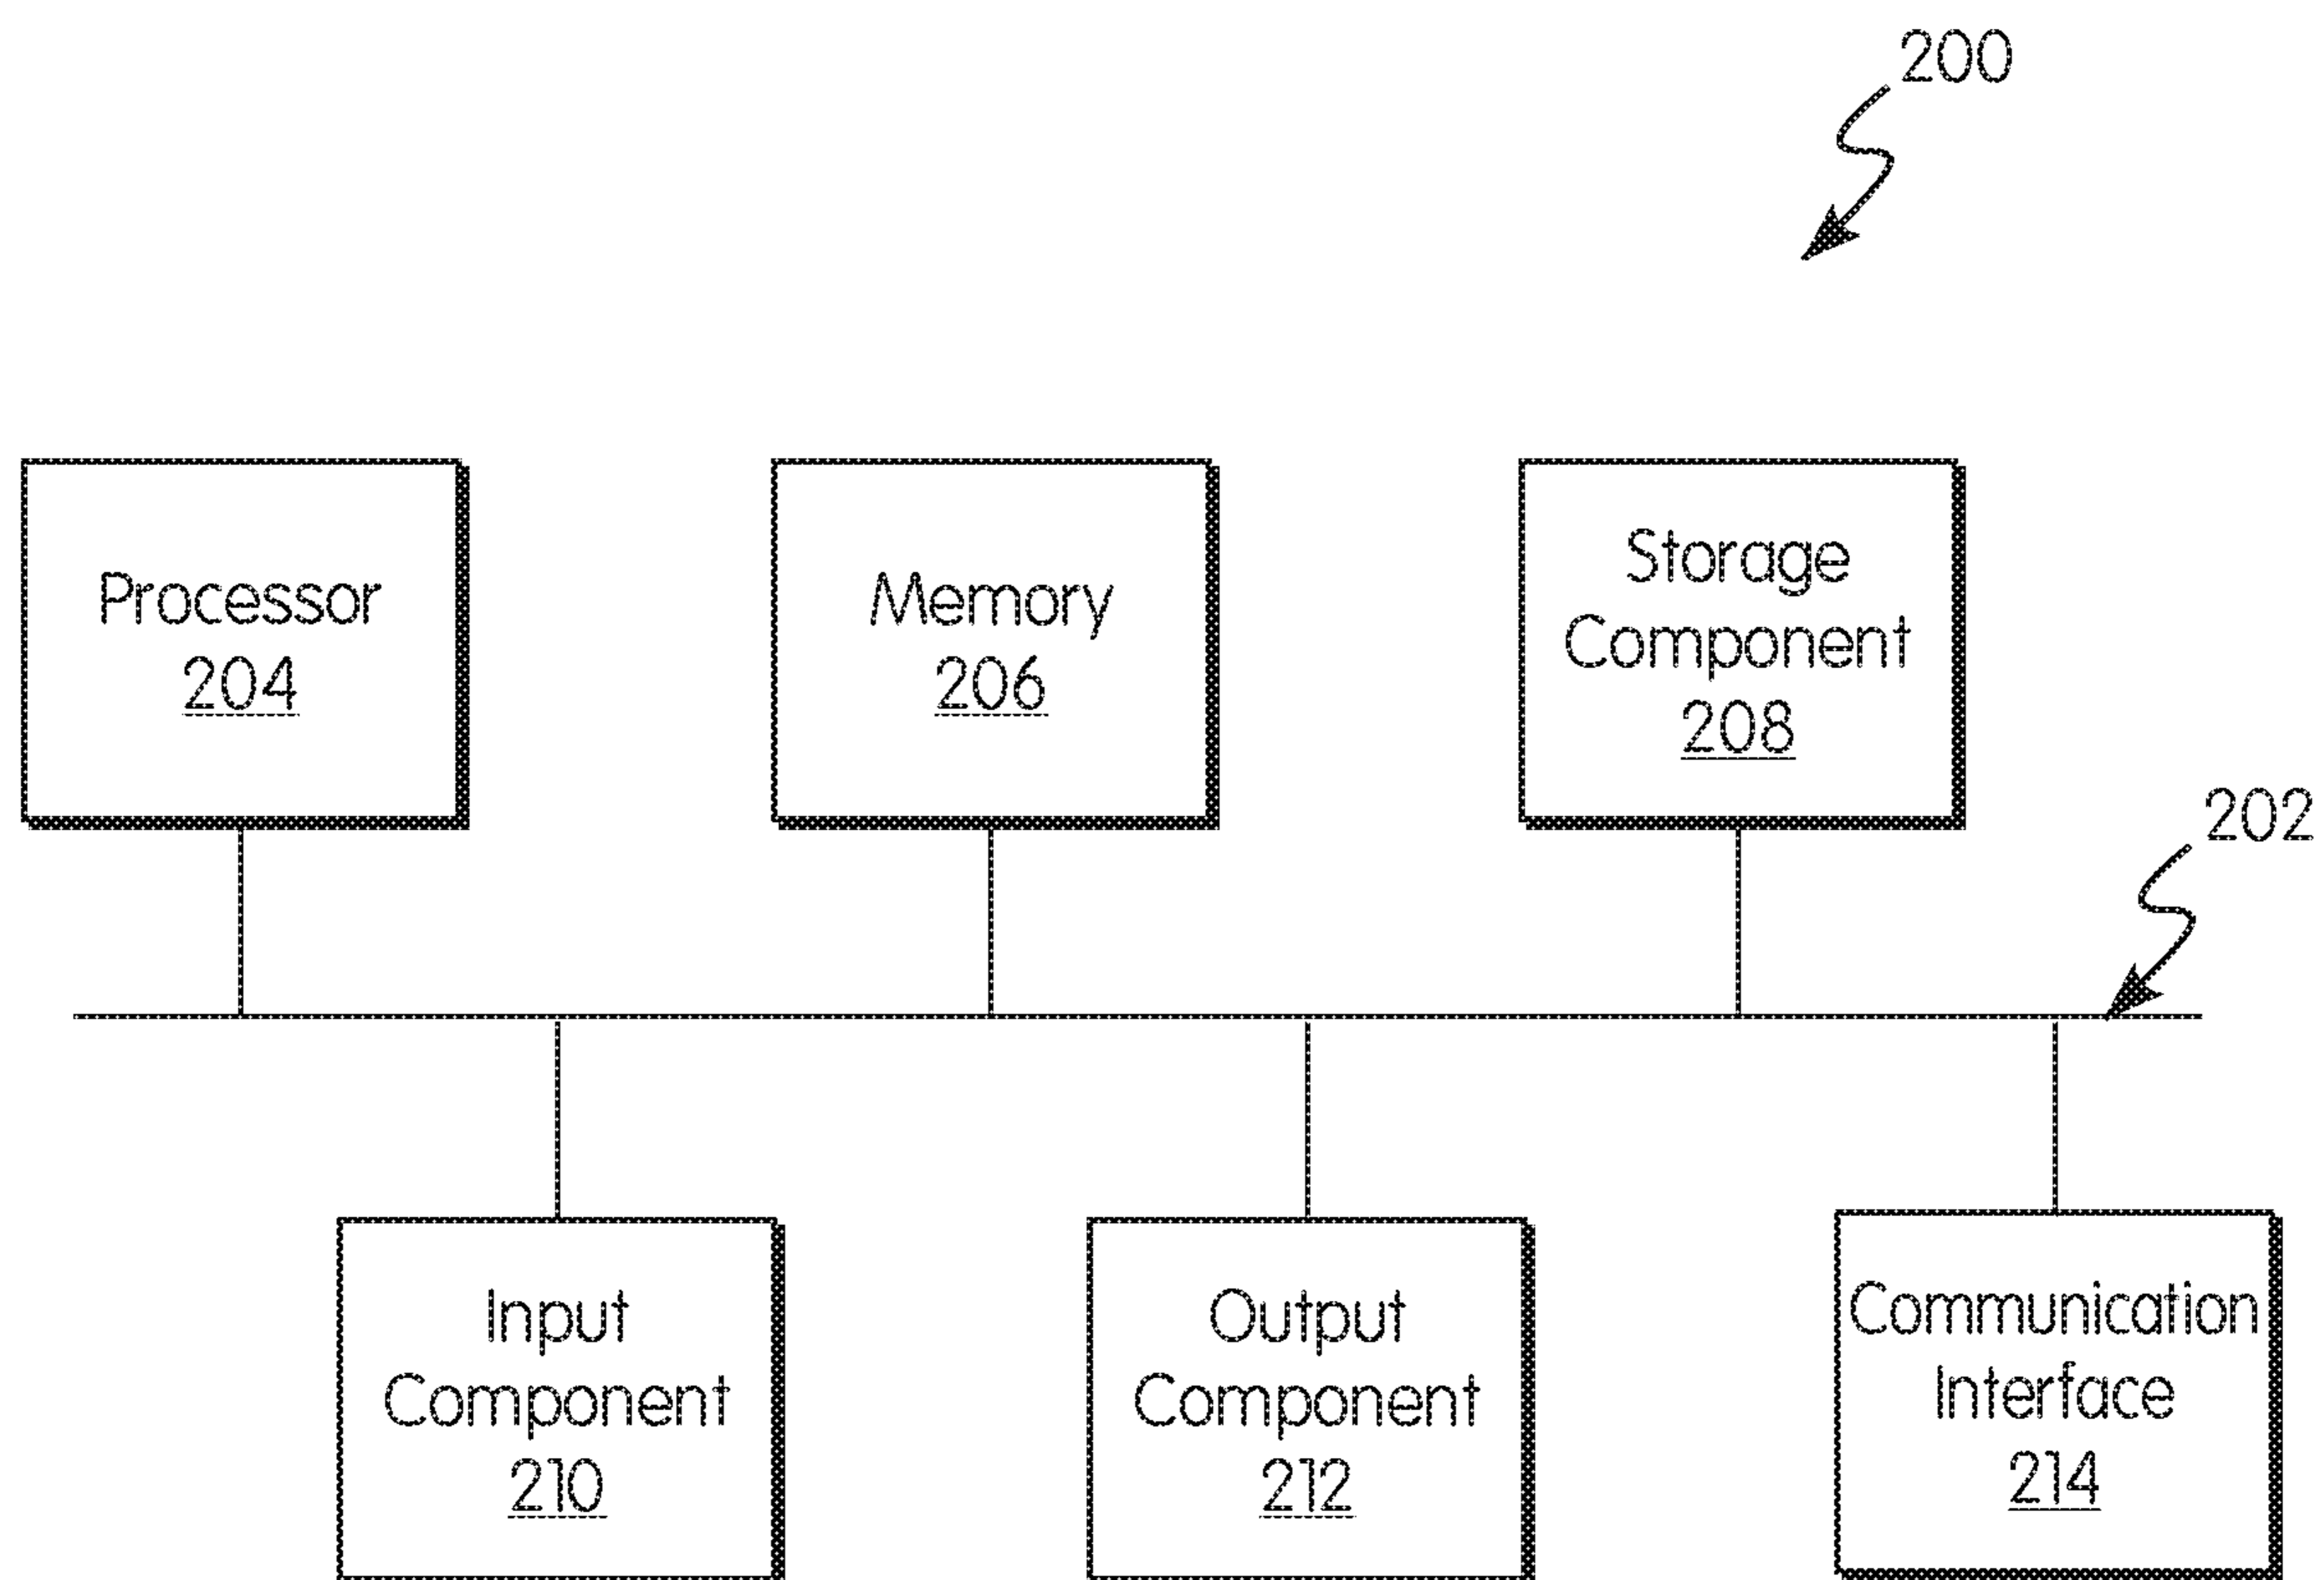 200
Processor
204
Memory
206
Storage
Component
208
202
Input
Component
210
Output
Component
212
Communication
Interface
214